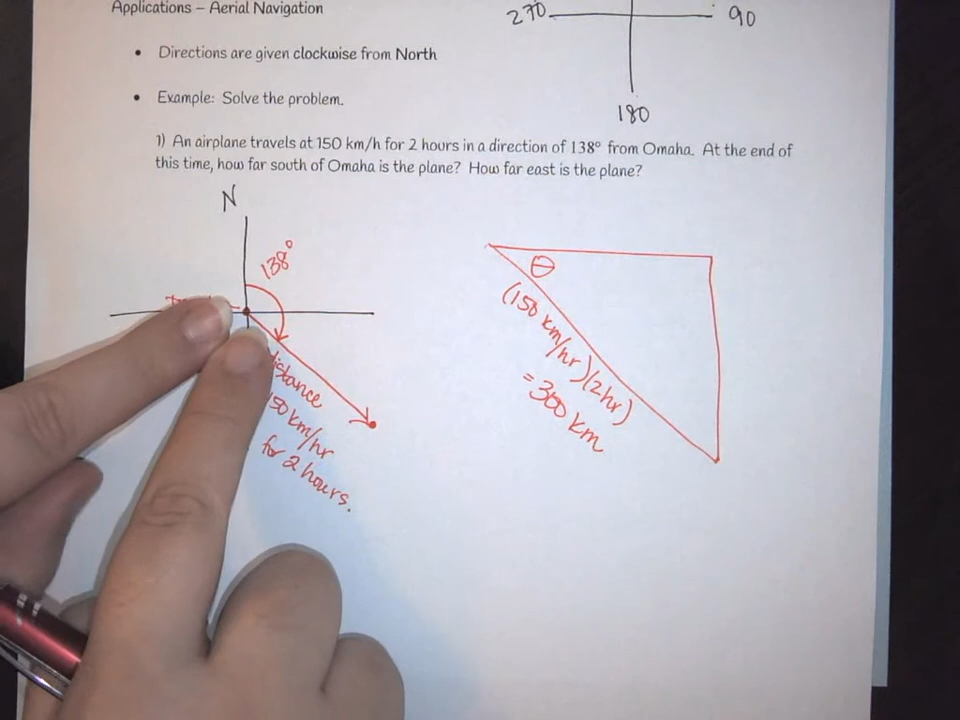 Applications – Aerial Navigation
270
90
• Directions are given clockwise from North
• Example: Solve the problem.
180
1) An airplane travels at 150 km/h for 2 hours in a direction of 138° from Omaha. At the end of
this time, how far south of Omaha is the plane? How far east is the plane?
N
138°
θ
(150 km/hr)(2hr)
= 300 km
distance
150 km/hr
for 2 hours.